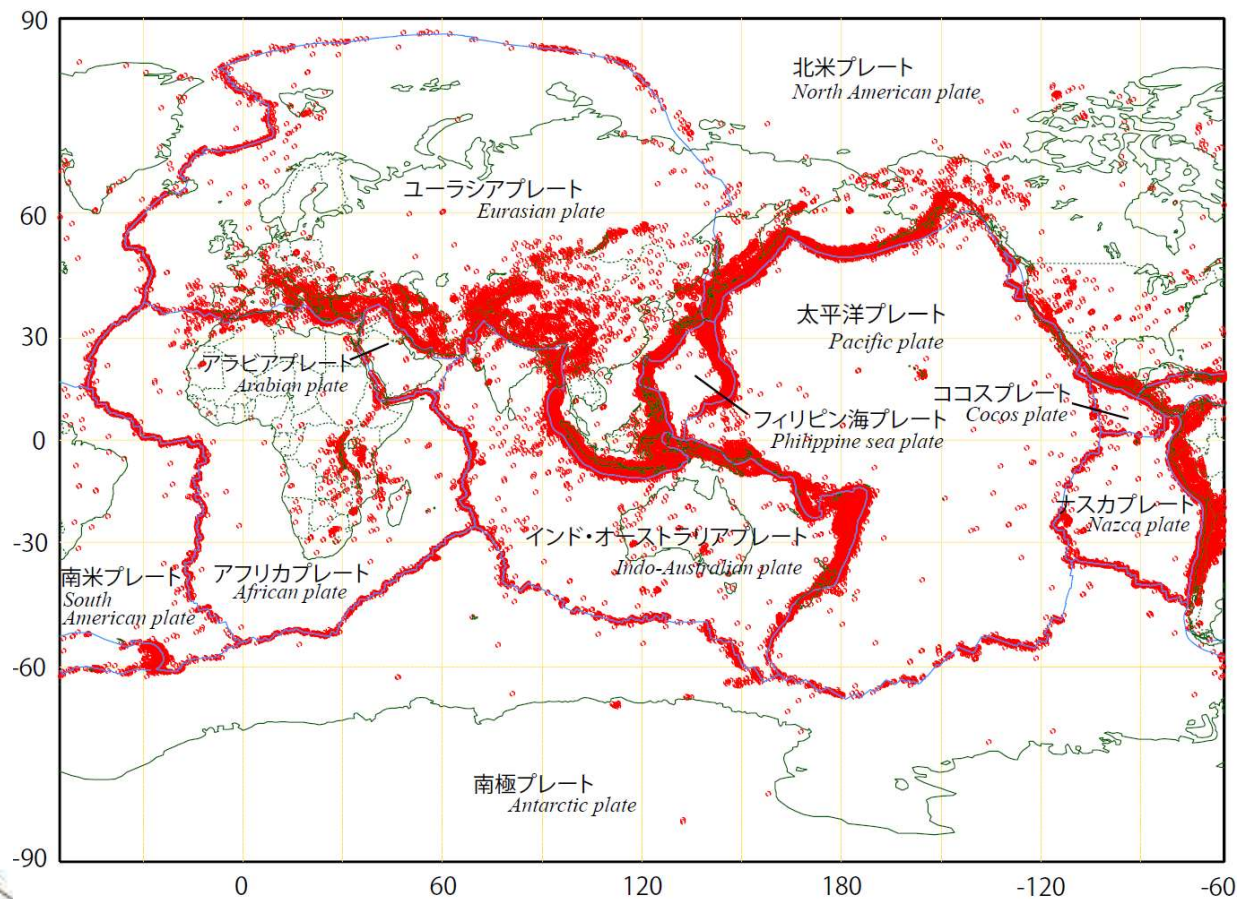 90
60
30
0
-30
-60
-90
北米プレート
North American plate
ユーラシアプレート
Eurasian plate
太平洋プレート
Pacific plate
アラビアプレート
Arabian plate
ココスプレート
Cocos plate
フィリピン海プレート
Philippine sea plate
ナスカプレート
Nazca plate
インド・オーストラリアプレート
Indo-Australian plate
南米プレート
South
American plate
アフリカプレート
African plate
南極プレート
Antarctic plate
0
60
120
180
-120
-60